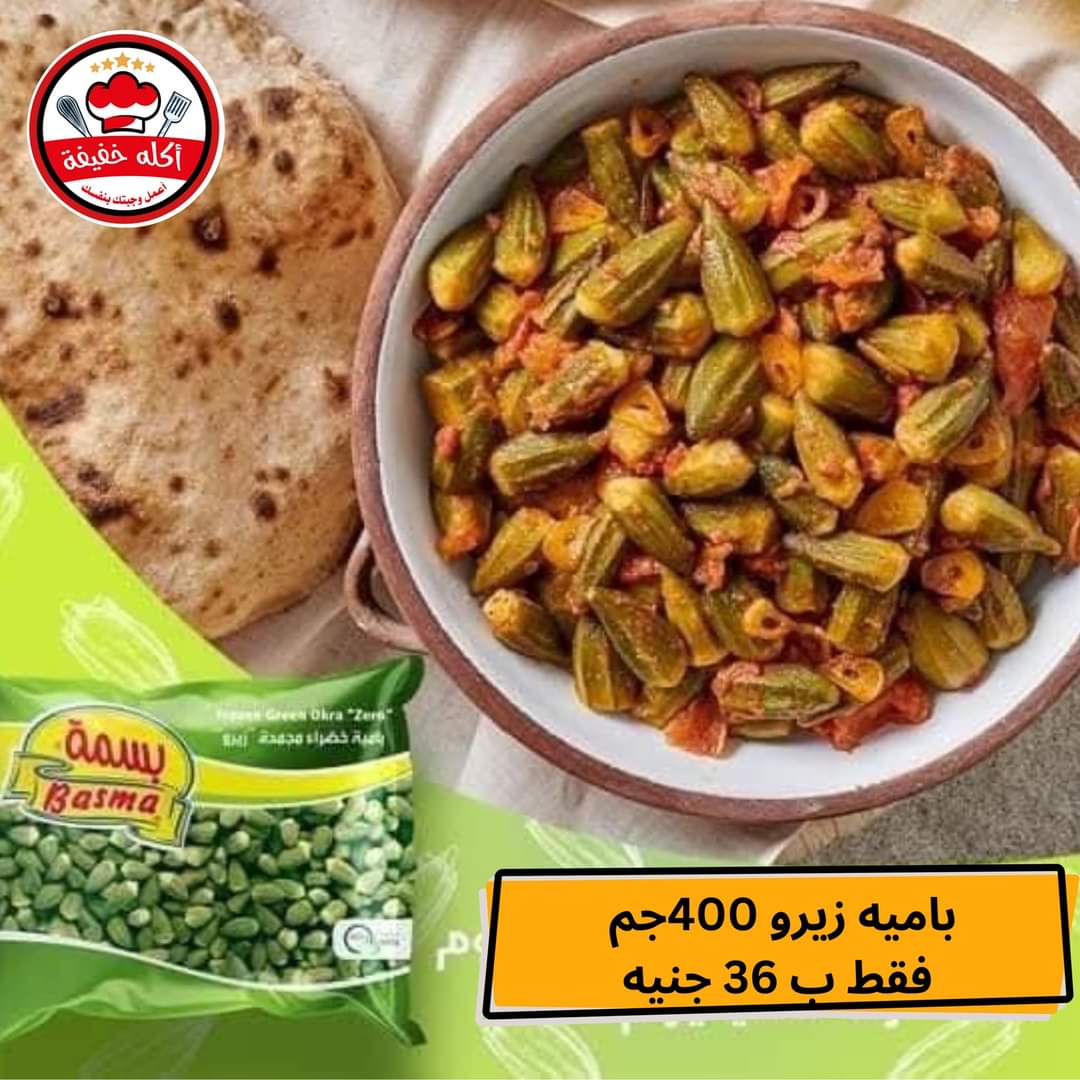 أكله خفيفة
أعمل وجبتك بنفسك
Frozen Green Okra "Zero"
بامية خضراء مجمدة زيرو
بسمة
Basma
باميه زيرو 400جم
فقط ب 36 جنيه